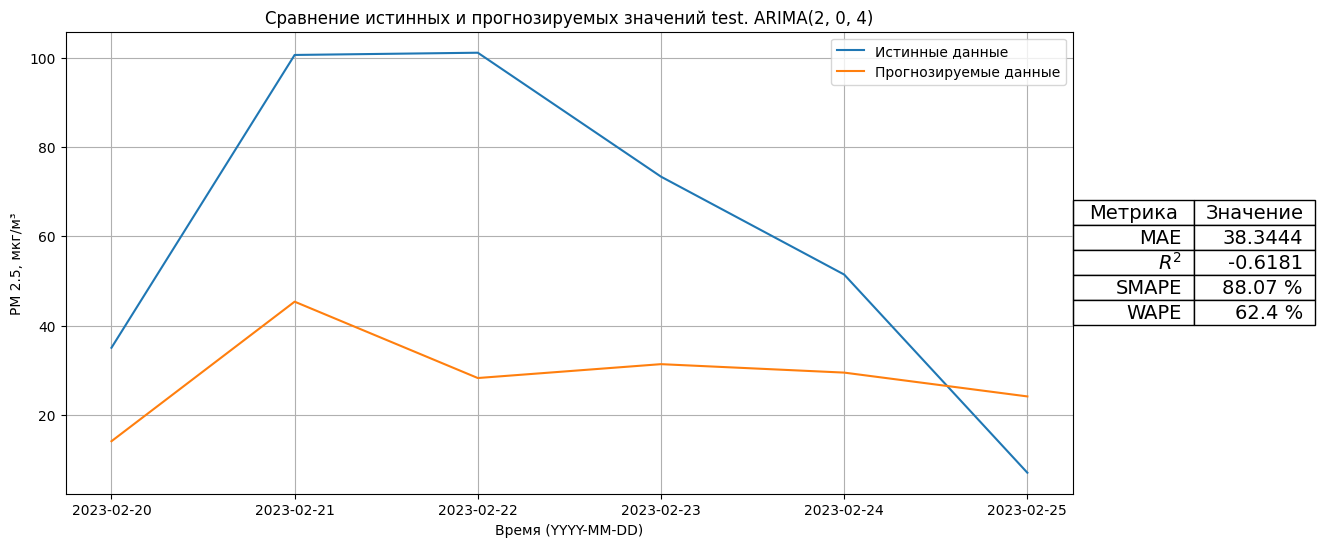 Сравнение истинных и прогнозируемых значений test. ARIMA(2, 0, 4)
Истинные данные
Прогнозируемые данные
PM 2.5, мкг/м³
100
80
60
40
20
2023-02-20 2023-02-21 2023-02-22 2023-02-23 2023-02-24 2023-02-25
Время (YYYY-MM-DD)
Метрика Значение
MAE 38.3444
R² -0.6181
SMAPE 88.07 %
WAPE 62.4 %